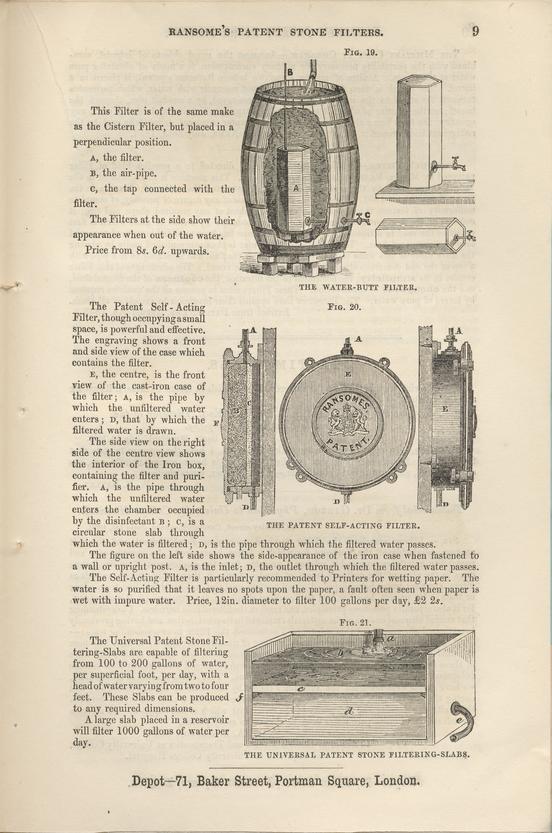 RANSOME'S PATENT STONE FILTERS.
9
FIG. 19.
This Filter is of the same make
as the Cistern Filter, but placed in a
perpendicular position.
A, the filter.
B, the air-pipe.
C, the tap connected with the
filter.
The Filters at the side show their
appearance when out of the water.
Price from 8s. 6d. upwards.
B
A
C
THE WATER-BUTT FILTER.
The Patent Self-Acting
Filter, though occupying a small
space, is powerful and effective.
The engraving shows a front
and side view of the case which
contains the filter.
E, the centre, is the front
view of the cast-iron case of
the filter; A, is the pipe by
which the unfiltered water
enters; D, that by which the
filtered water is drawn.
The side view on the right
side of the centre view shows
the interior of the Iron box,
containing the filter and puri-
fier. A, is the pipe through
which the unfiltered water
enters the chamber occupied
by the disinfectant B; C, is a
circular stone slab through
which the water is filtered; D, is the pipe through which the filtered water passes.
FIG. 20.
A
A
A
E
B
C
E
F
RANSOMES
PATENT.
D
D
D
THE PATENT SELF-ACTING FILTER.
The figure on the left side shows the side-appearance of the iron case when fastened to
a wall or upright post. A, is the inlet; D, the outlet through which the filtered water passes.
The Self-Acting Filter is particularly recommended to Printers for wetting paper. The
water is so purified that it leaves no spots upon the paper, a fault often seen when paper is
wet with impure water. Price, 12in. diameter to filter 100 gallons per day, £2 2s.
FIG. 21.
The Universal Patent Stone Fil-
tering-Slabs are capable of filtering
from 100 to 200 gallons of water,
per superficial foot, per day, with a
head of water varying from two to four
feet. These Slabs can be produced
to any required dimensions.
A large slab placed in a reservoir
will filter 1000 gallons of water per
day.
a
b
c
f
d
e
THE UNIVERSAL PATENT STONE FILTERING-SLABS.
Depot—71, Baker Street, Portman Square, London.